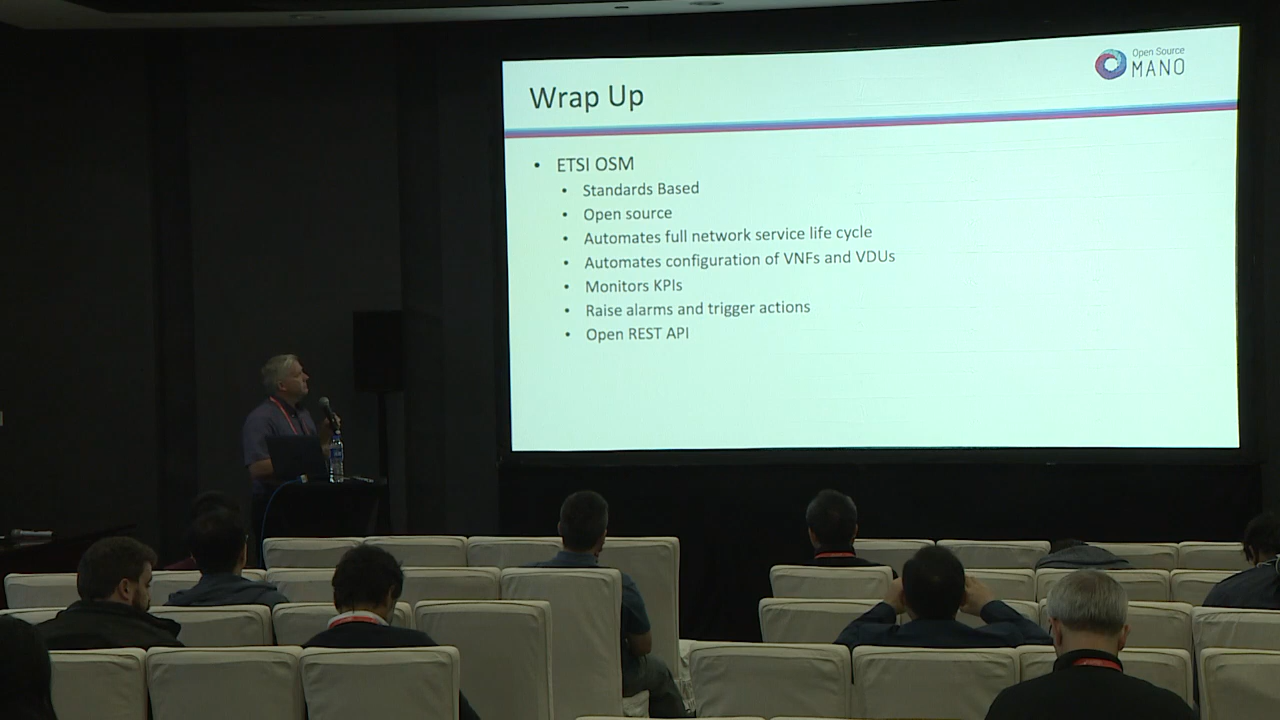 Open Source
MANO
Wrap Up
• ETSI OSM
• Standards Based
• Open source
• Automates full network service life cycle
• Automates configuration of VNFs and VDUs
• Monitors KPIs
• Raise alarms and trigger actions
• Open REST API